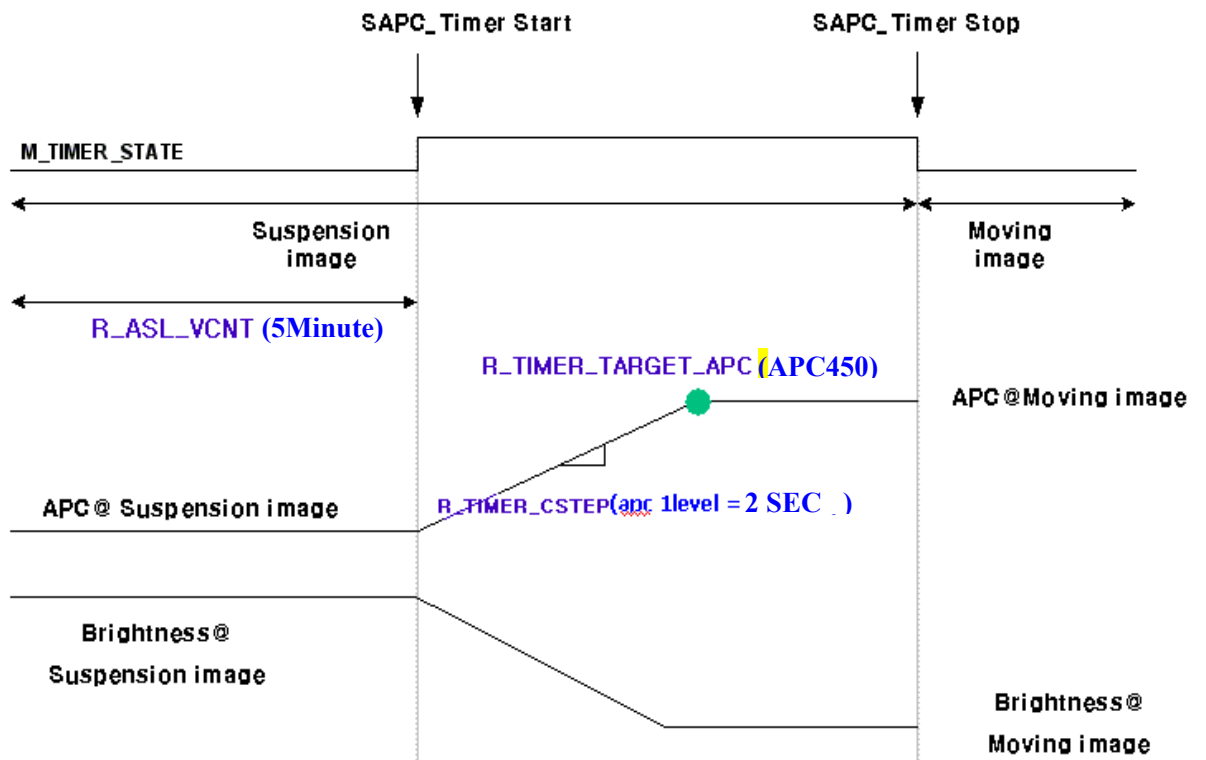 SAPC_Timer Start
SAPC_Timer Stop
M_TIMER_STATE
Suspension
image
Moving
image
R_ASL_VCNT (5Minute)
R_TIMER_TARGET_APC (APC450)
APC@Moving image
APC@ Suspension image
R_TIMER_CSTEP(apc 1level = 2 SEC )
Brightness@
Suspension image
Brightness@
Moving image